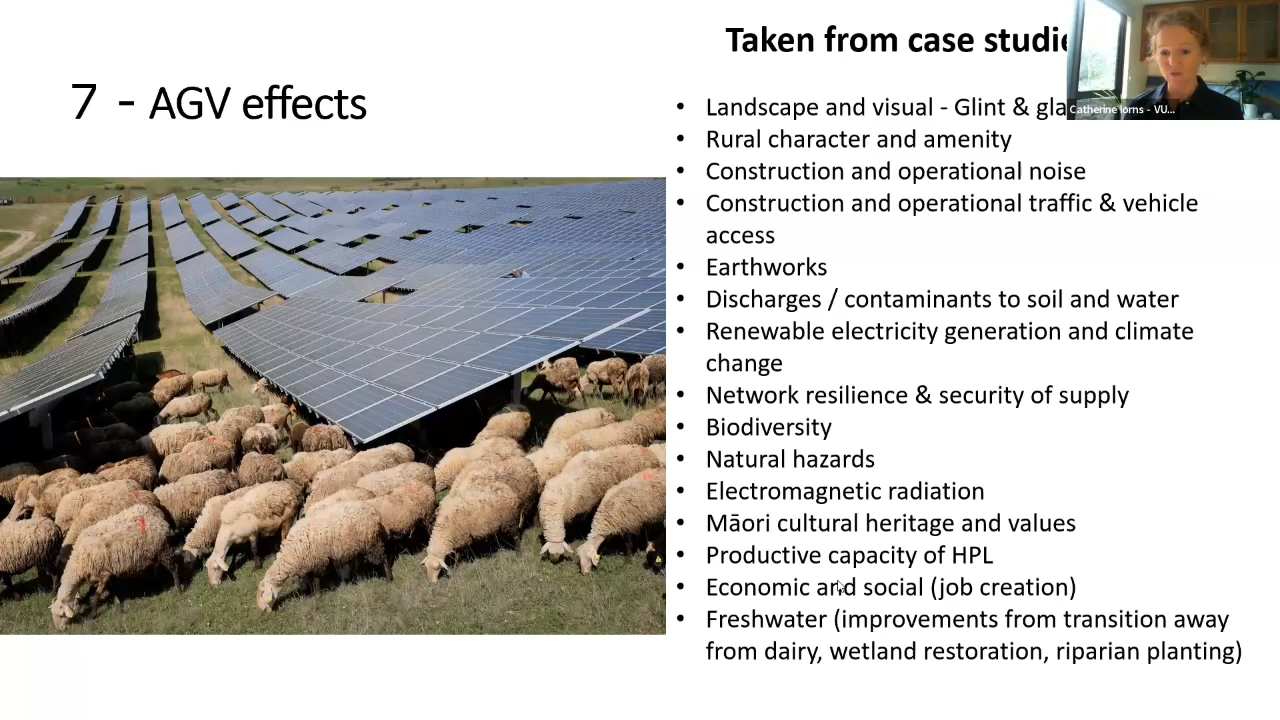 7 - AGV effects
Taken from case
Landscape and visual - Glint &
Catherine Iorns - VU...
• Rural character and amenity
• Construction and operational noise
• Construction and operational traffic & vehicle
access
• Earthworks
• Discharges / contaminants to soil and water
• Renewable electricity generation and climate
change
• Network resilience & security of supply
• Biodiversity
• Natural hazards
• Electromagnetic radiation
• Māori cultural heritage and values
• Productive capacity of HPL
• Economic and social (job creation)
• Freshwater (improvements from transition away
from dairy, wetland restoration, riparian planting)